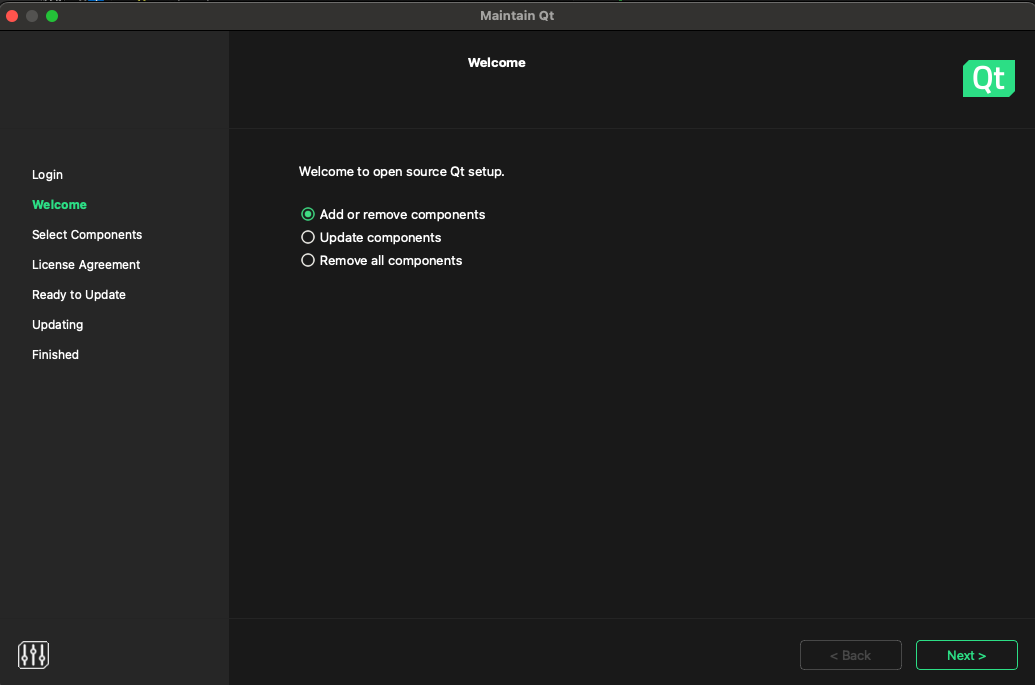 Maintain Qt
Welcome
Qt
Login
Welcome
Select Components
License Agreement
Ready to Update
Updating
Finished
Welcome to open source Qt setup.
Add or remove components
Update components
Remove all components
< Back
Next >